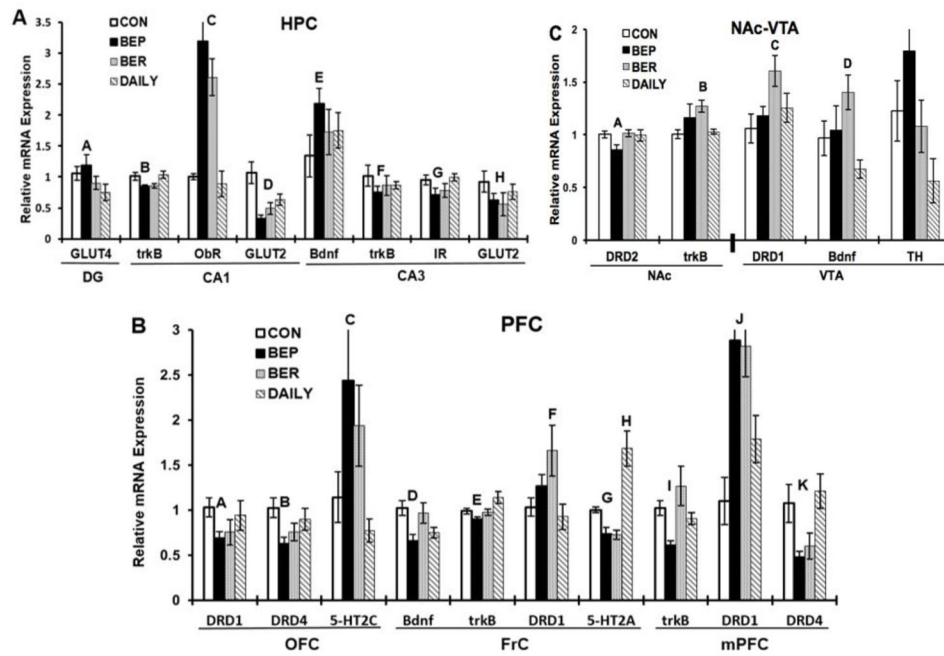 A
HPC
CON
BEP
BER
DAILY
Relative mRNA Expression
3.5
3
2.5
2
1.5
1
0.5
0
A
B
C
D
E
F
G
H
GLUT4
trkB
ObR
GLUT2
Bdnf
trkB
IR
GLUT2
DG
CA1
CA3
C
NAc-VTA
CON
BEP
BER
DAILY
Relative mRNA Expression
2
1.5
1
0.5
0
A
B
C
D
DRD2
trkB
DRD1
Bdnf
TH
NAc
VTA
B
PFC
CON
BEP
BER
DAILY
Relative mRNA Expression
3
2.5
2
1.5
1
0.5
0
A
B
C
D
E
F
G
H
I
J
K
DRD1
DRD4
5-HT2C
Bdnf
trkB
DRD1
5-HT2A
trkB
DRD1
DRD4
OFC
FrC
mPFC